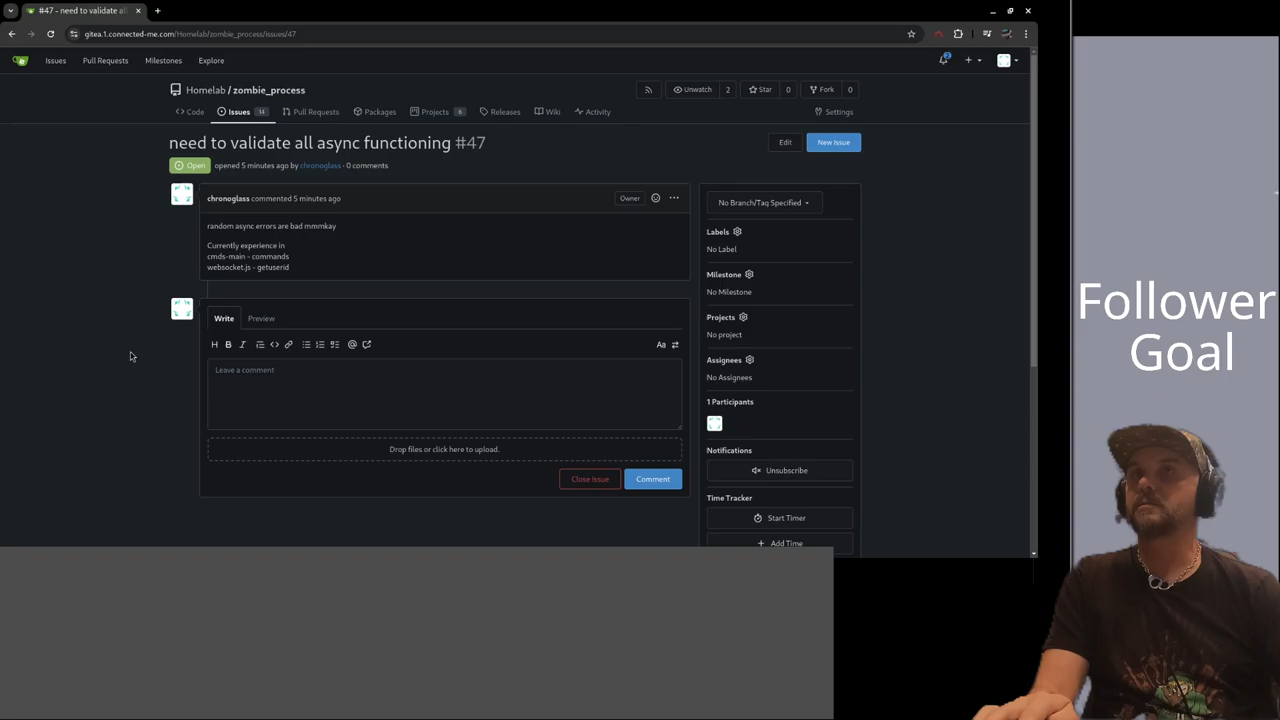 #47 - need to validate all
gitea.1.connected-me.com/Homelab/zombie_process/issues/47
Issues
Pull Requests
Milestones
Explore
2
Homelab / zombie_process
Unwatch 2
Star 0
Fork 0
Code
Issues 14
Pull Requests
Packages
Projects 6
Releases
Wiki
Activity
Settings
need to validate all async functioning #47
Edit
New Issue
Open
opened 5 minutes ago by chronoglass · 0 comments
chronoglass commented 5 minutes ago
Owner
random async errors are bad mmmkay
Currently experience in
cmds-main - commands
websocket.js - getuserid
Write
Preview
H B I
@
Aa
Leave a comment
Drop files or click here to upload.
Close Issue
Comment
No Branch/Tag Specified
Labels
No Label
Milestone
No Milestone
Projects
No project
Assignees
No Assignees
1 Participants
Notifications
Unsubscribe
Time Tracker
Start Timer
Add Time
Follower
Goal